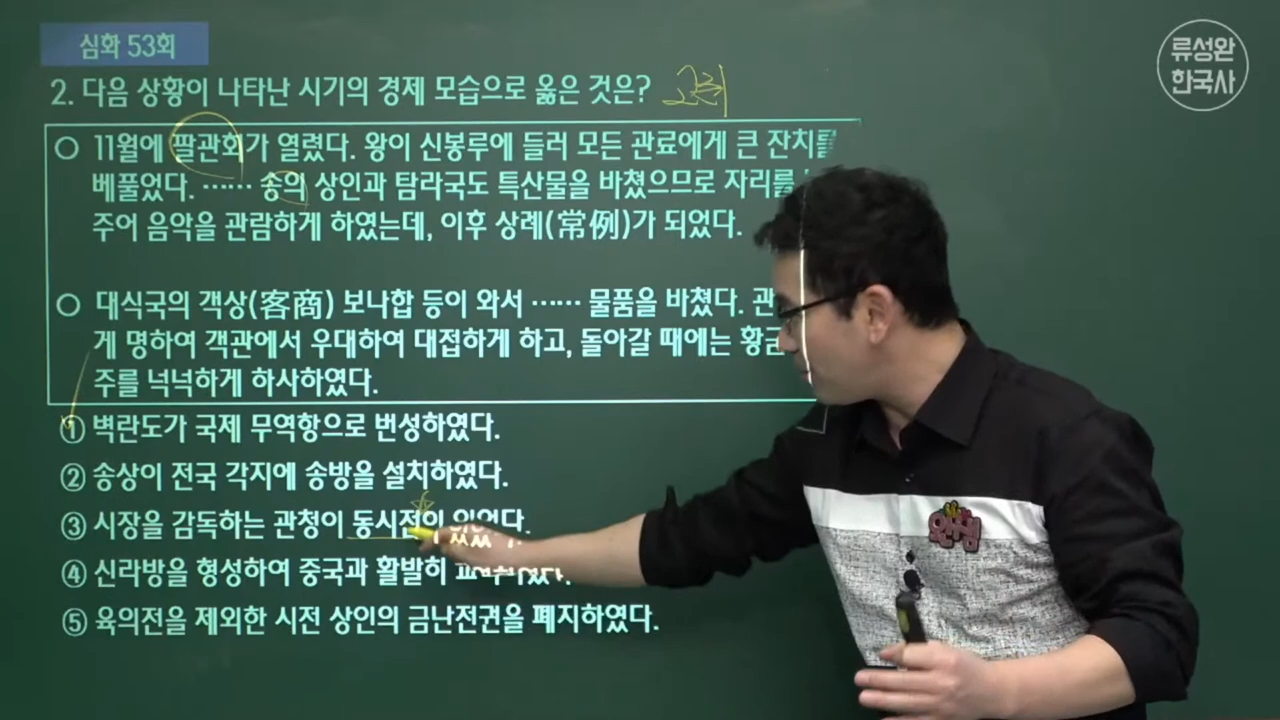 심화 53회
류성완
한국사
2. 다음 상황이 나타난 시기의 경제 모습으로 옳은 것은? 고려
○ 11월에 팔관회가 열렸다. 왕이 신봉루에 들러 모든 관료에게 큰 잔치를
베풀었다. …… 송의 상인과 탐라국도 특산물을 바쳤으므로 자리를
주어 음악을 관람하게 하였는데, 이후 상례(常例)가 되었다.
○ 대식국의 객상(客商) 보나합 등이 와서 …… 물품을 바쳤다. 관
게 명하여 객관에서 우대하여 대접하게 하고, 돌아갈 때에는 황금
주를 넉넉하게 하사하였다.
① 벽란도가 국제 무역항으로 번성하였다.
② 송상이 전국 각지에 송방을 설치하였다.
③ 시장을 감독하는 관청이 동시전이 있었다.
④ 신라방을 형성하여 중국과 활발히
⑤ 육의전을 제외한 시전 상인의 금난전권을 폐지하였다.
완쌤